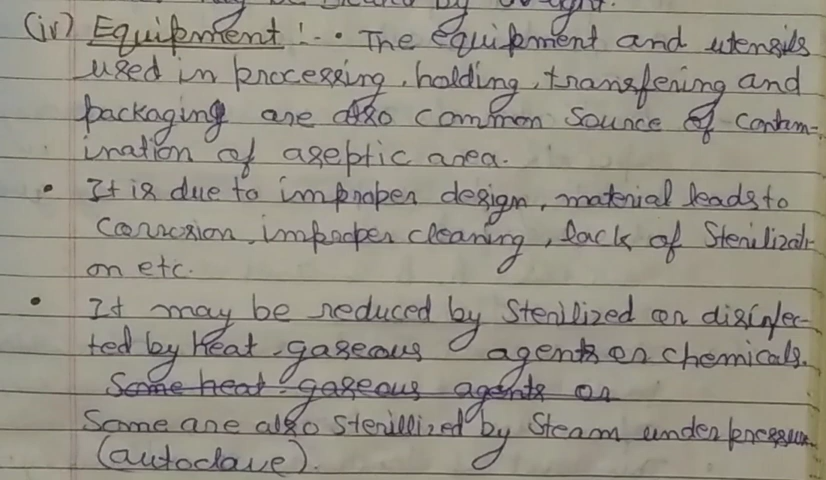 by
(iv) Equipment :- • The equipment and utensils
used in processing, holding, transfering and
packaging are also common source of contam-
ination of aseptic area.
• It is due to improper design, material leads to
Corrosion, improper cleaning, lack of Sterilizati-
on etc.
• It may be reduced by Sterilized or disinfec-
ted by heat, gaseous agents or chemicals.
Some heat gaseous agents or
Some are also sterillized by Steam under pressure
(autoclave).